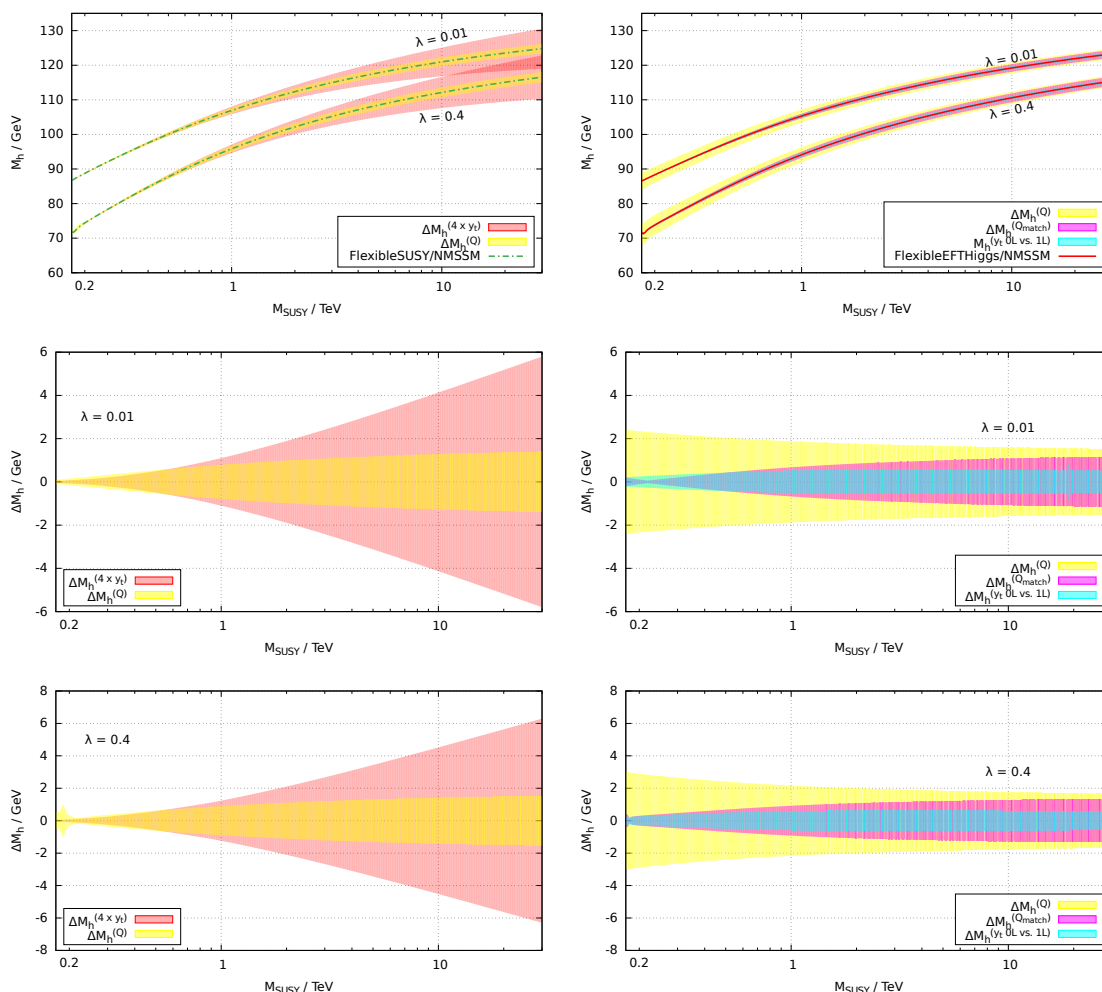 130
120
110
100
90
80
70
60
M_h / GeV
λ = 0.01
λ = 0.4
ΔM_h^(4 x y_t)
ΔM_h^(Q)
FlexibleSUSY/NMSSM
0.2 1 10
M_SUSY / TeV
130
120
110
100
90
80
70
60
M_h / GeV
λ = 0.01
λ = 0.4
ΔM_h^(Q)
ΔM_h^(Q_match)
M_h^(y_t 0L vs. 1L)
FlexibleEFTHiggs/NMSSM
0.2 1 10
M_SUSY / TeV
6
4
2
0
-2
-4
-6
ΔM_h / GeV
λ = 0.01
ΔM_h^(4 x y_t)
ΔM_h^(Q)
0.2 1 10
M_SUSY / TeV
6
4
2
0
-2
-4
-6
ΔM_h / GeV
λ = 0.01
ΔM_h^(Q)
ΔM_h^(Q_match)
ΔM_h^(y_t 0L vs. 1L)
0.2 1 10
M_SUSY / TeV
8
6
4
2
0
-2
-4
-6
-8
ΔM_h / GeV
λ = 0.4
ΔM_h^(4 x y_t)
ΔM_h^(Q)
0.2 1 10
M_SUSY / TeV
8
6
4
2
0
-2
-4
-6
-8
ΔM_h / GeV
λ = 0.4
ΔM_h^(Q)
ΔM_h^(Q_match)
ΔM_h^(y_t 0L vs. 1L)
0.2 1 10
M_SUSY / TeV